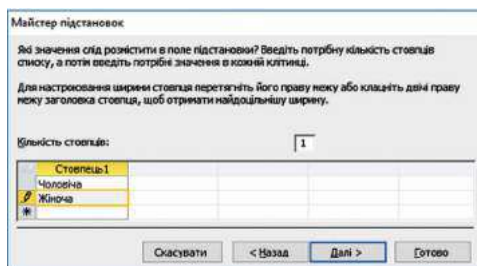 Майстер підстановок
Які значення слід розмістити в поле підстановки? Введіть потрібну кількість стовпців
списку, а потім введіть потрібні значення в кожній клітинці.
Для настроювання ширини стовпця перетягніть його праву межу або клацніть двічі праву
межу заголовка стовпця, щоб отримати найдоцільнішу ширину.
Кількість стовпців: 1
Стовпець1
Чоловіча
Жіноча
Скасувати < Назад Далі > Готово